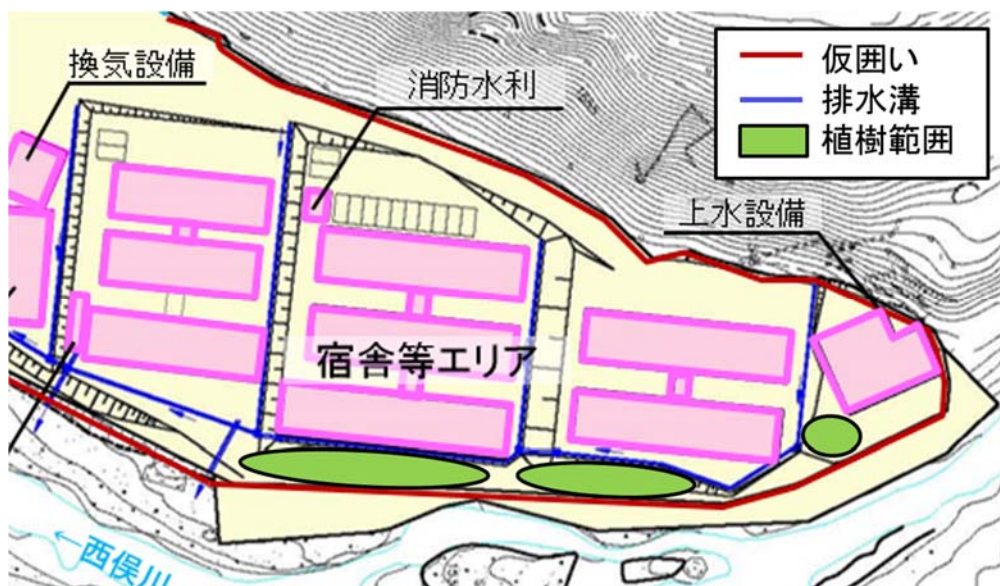 換気設備
消防水利
仮囲い
排水溝
植樹範囲
上水設備
宿舎等エリア
←西俣川